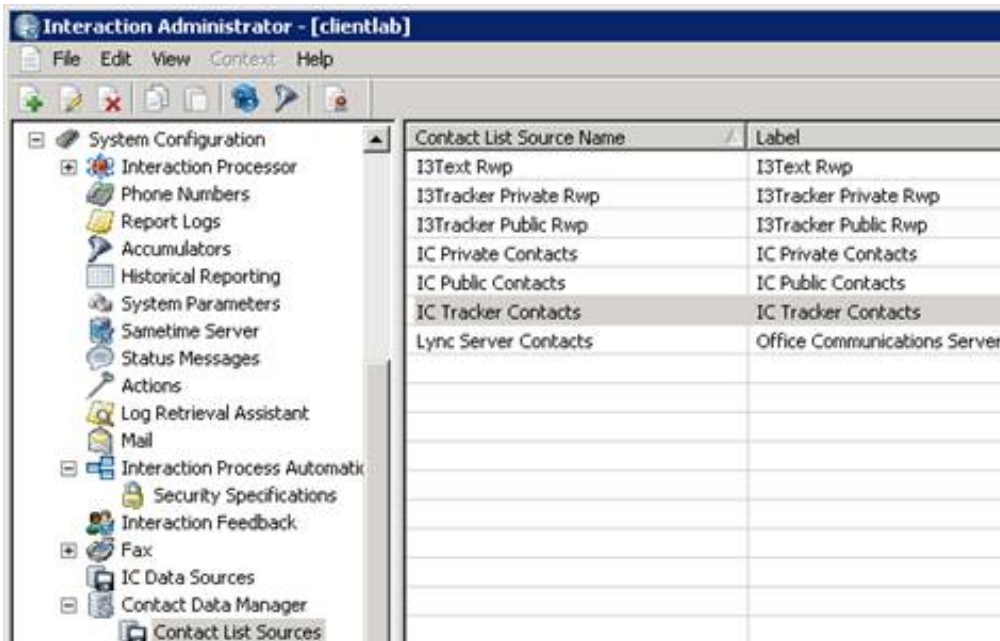 Interaction Administrator - [clientlab]
File Edit View Context Help
System Configuration
Interaction Processor
Phone Numbers
Report Logs
Accumulators
Historical Reporting
System Parameters
Sametime Server
Status Messages
Actions
Log Retrieval Assistant
Mail
Interaction Process Automatic
Security Specifications
Interaction Feedback
Fax
IC Data Sources
Contact Data Manager
Contact List Sources
Contact List Source Name Label
I3Text Rwp I3Text Rwp
I3Tracker Private Rwp I3Tracker Private Rwp
I3Tracker Public Rwp I3Tracker Public Rwp
IC Private Contacts IC Private Contacts
IC Public Contacts IC Public Contacts
IC Tracker Contacts IC Tracker Contacts
Lync Server Contacts Office Communications Server